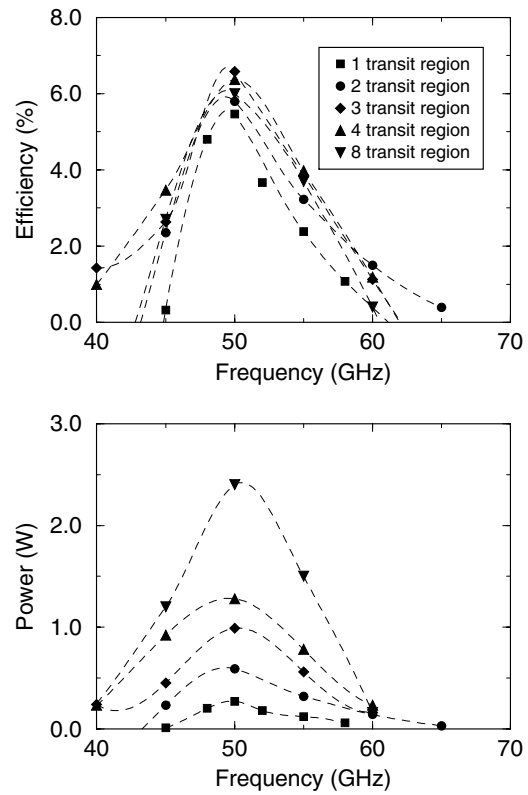 8.0
6.0
4.0
2.0
0.0
Efficiency (%)
1 transit region
2 transit region
3 transit region
4 transit region
8 transit region
40 50 60 70
Frequency (GHz)
3.0
2.0
1.0
0.0
Power (W)
40 50 60 70
Frequency (GHz)